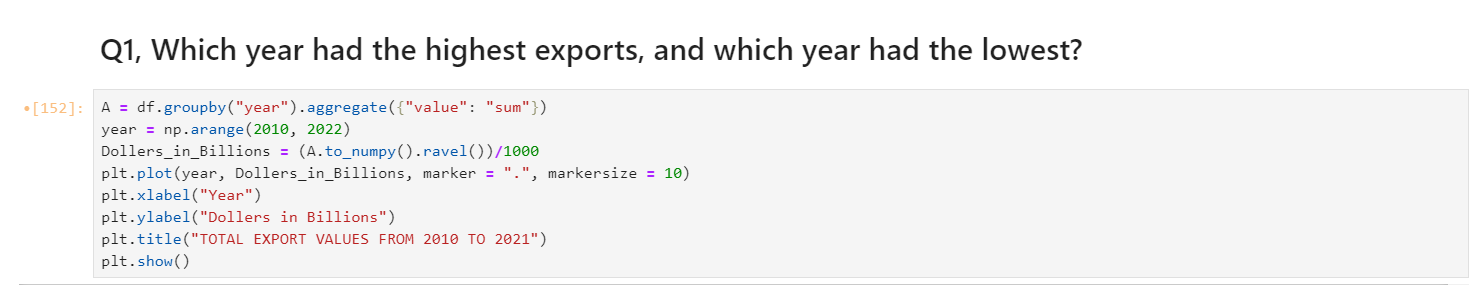 Q1, Which year had the highest exports, and which year had the lowest?
•[152]:
A = df.groupby("year").aggregate({"value": "sum"})
year = np.arange(2010, 2022)
Dollers_in_Billions = (A.to_numpy().ravel())/1000
plt.plot(year, Dollers_in_Billions, marker = ".", markersize = 10)
plt.xlabel("Year")
plt.ylabel("Dollers in Billions")
plt.title("TOTAL EXPORT VALUES FROM 2010 TO 2021")
plt.show()